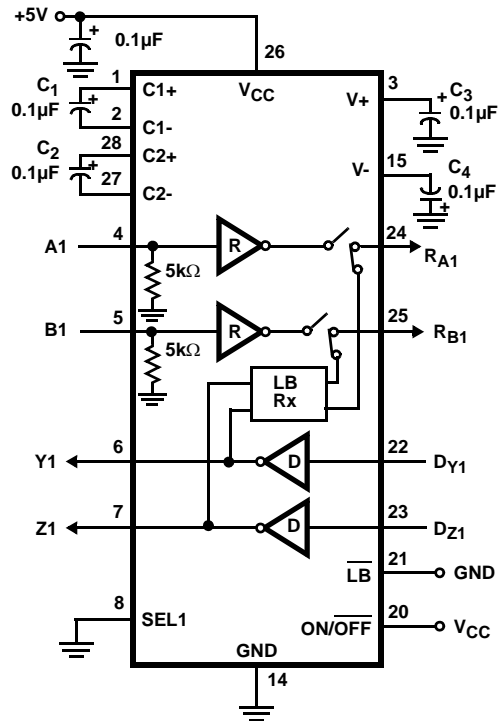 +5V
+ 0.1µF
26
1
3
C1
0.1µF
+
C1+
VCC
V+
+
C3
0.1µF
2
C1-
28
C2
0.1µF
+
C2+
27
C2-
V-
15
C4
0.1µF
+
A1
4
R
24
RA1
5kΩ
B1
5
R
25
RB1
5kΩ
LB
Rx
Y1
6
D
22
DY1
Z1
7
D
23
DZ1
LB
21
GND
8
SEL1
ON/OFF
20
VCC
GND
14